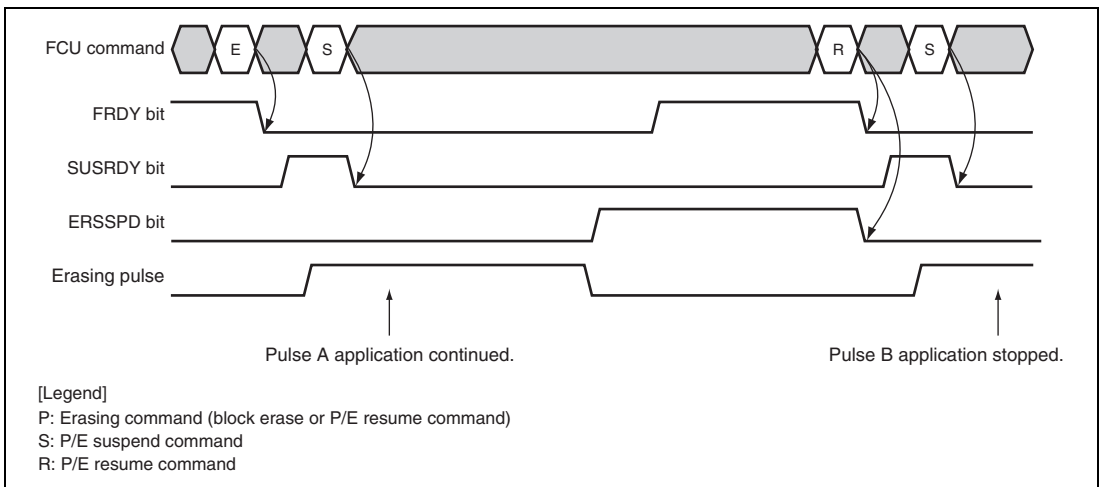 FCU command
E
S
R
S
FRDY bit
SUSRDY bit
ERSSPD bit
Erasing pulse
Pulse A application continued.
Pulse B application stopped.
[Legend]
P: Erasing command (block erase or P/E resume command)
S: P/E suspend command
R: P/E resume command